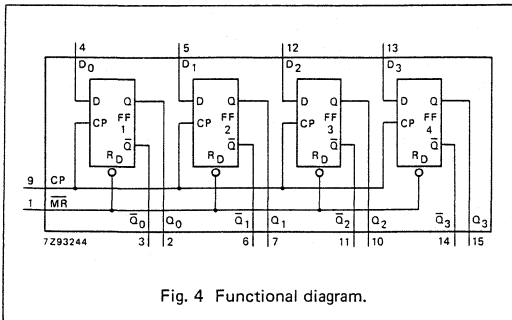 4 5 12 13
D0 D1 D2 D3
D Q D Q D Q D Q
FF FF FF FF
CP 1 CP 2 CP 3 CP 4
Q̅ Q̅ Q̅ Q̅
RD RD RD RD
9 CP
1 M̅R̅
Q̅0 Q0 Q̅1 Q1 Q̅2 Q2 Q̅3 Q3
7Z93244 3 2 6 7 11 10 14 15
Fig. 4 Functional diagram.